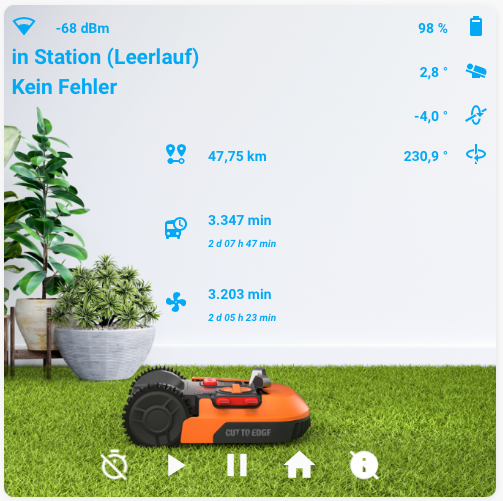 -68 dBm
98 %
in Station (Leerlauf)
2,8 °
Kein Fehler
-4,0 °
47,75 km
230,9 °
3.347 min
2 d 07 h 47 min
3.203 min
2 d 05 h 23 min
CUT TO EDGE